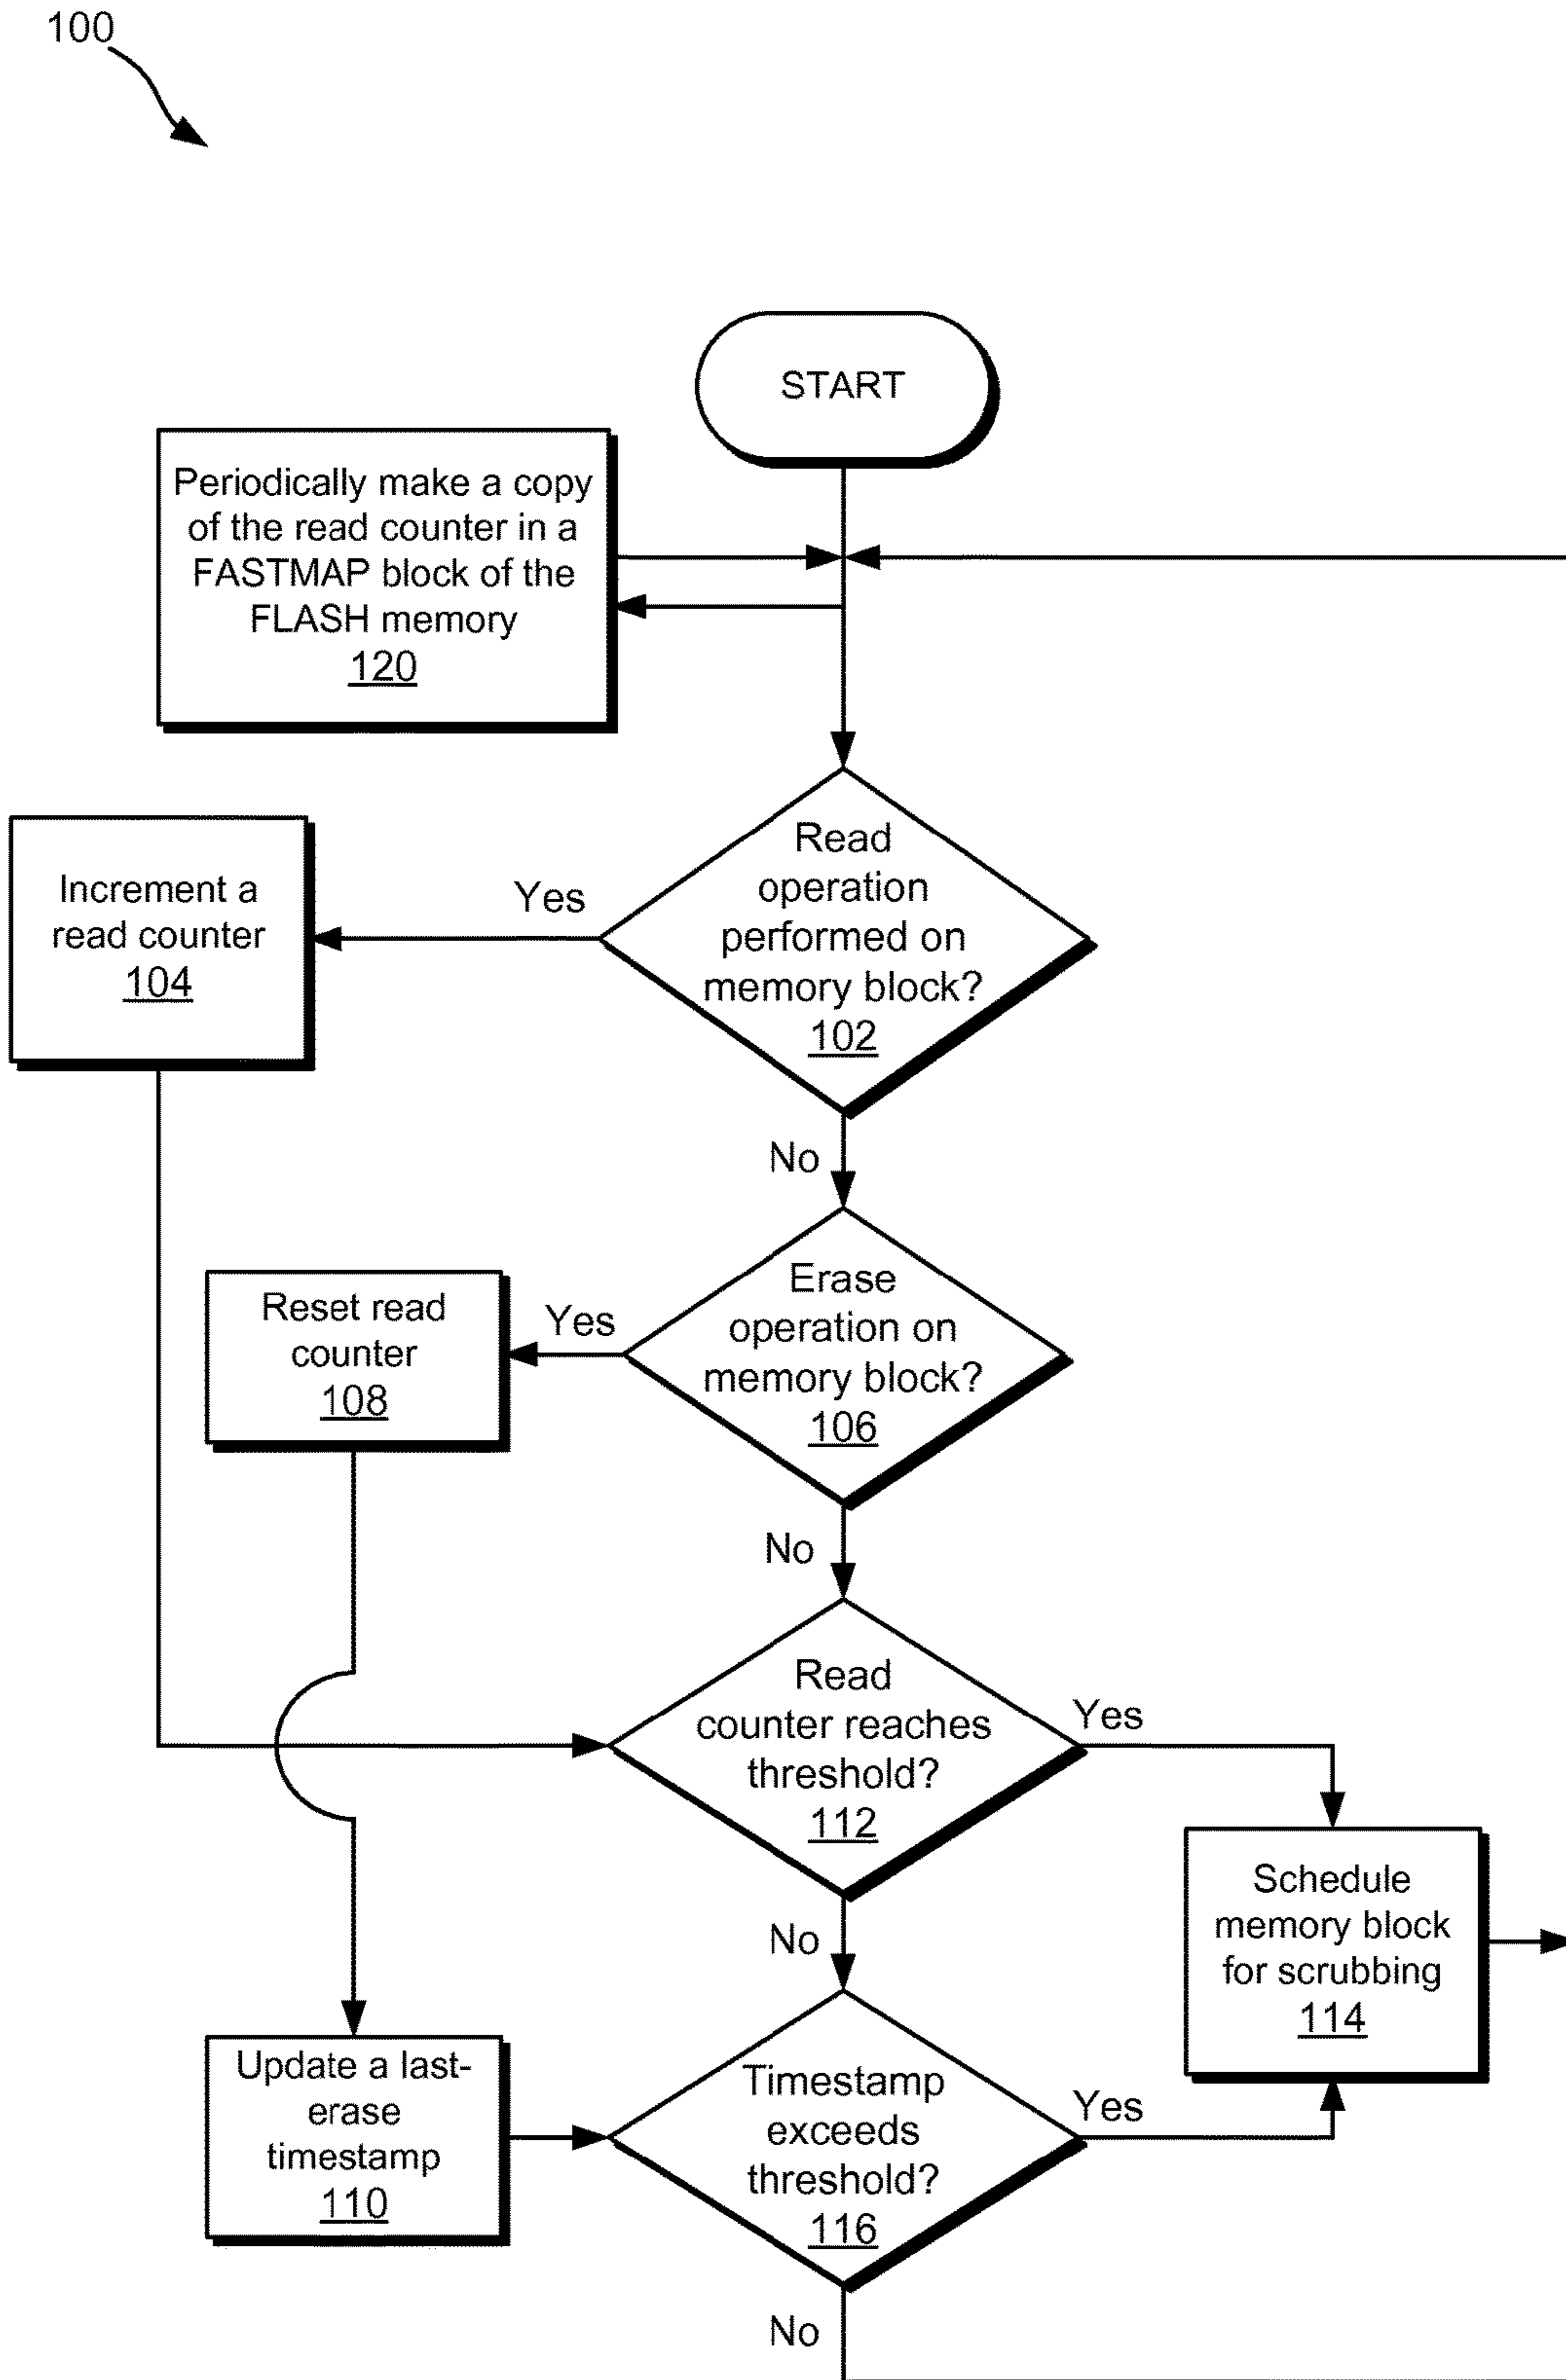 100
START
Periodically make a copy
of the read counter in a
FASTMAP block of the
FLASH memory
120
Read
operation
performed on
memory block?
102
Yes
Increment a
read counter
104
No
Erase
operation on
memory block?
106
Yes
Reset read
counter
108
No
Read
counter reaches
threshold?
112
Yes
Schedule
memory block
for scrubbing
114
No
Update a last-
erase
timestamp
110
Timestamp
exceeds
threshold?
116
Yes
No